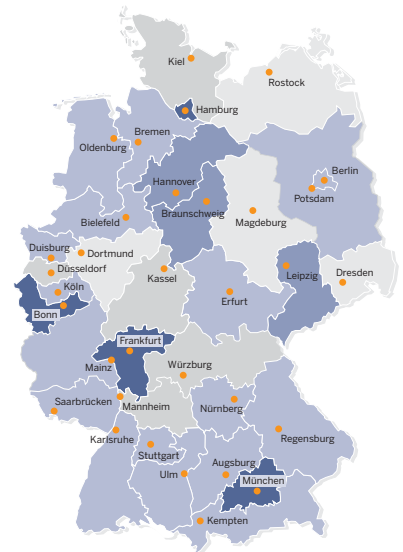 Kiel
Rostock
Hamburg
Bremen
Oldenburg
Berlin
Hannover
Potsdam
Braunschweig
Bielefeld
Magdeburg
Duisburg
Dortmund
Düsseldorf
Kassel
Leipzig
Dresden
Köln
Erfurt
Bonn
Frankfurt
Mainz
Würzburg
Saarbrücken
Mannheim
Nürnberg
Karlsruhe
Regensburg
Stuttgart
Augsburg
Ulm
München
Kempten